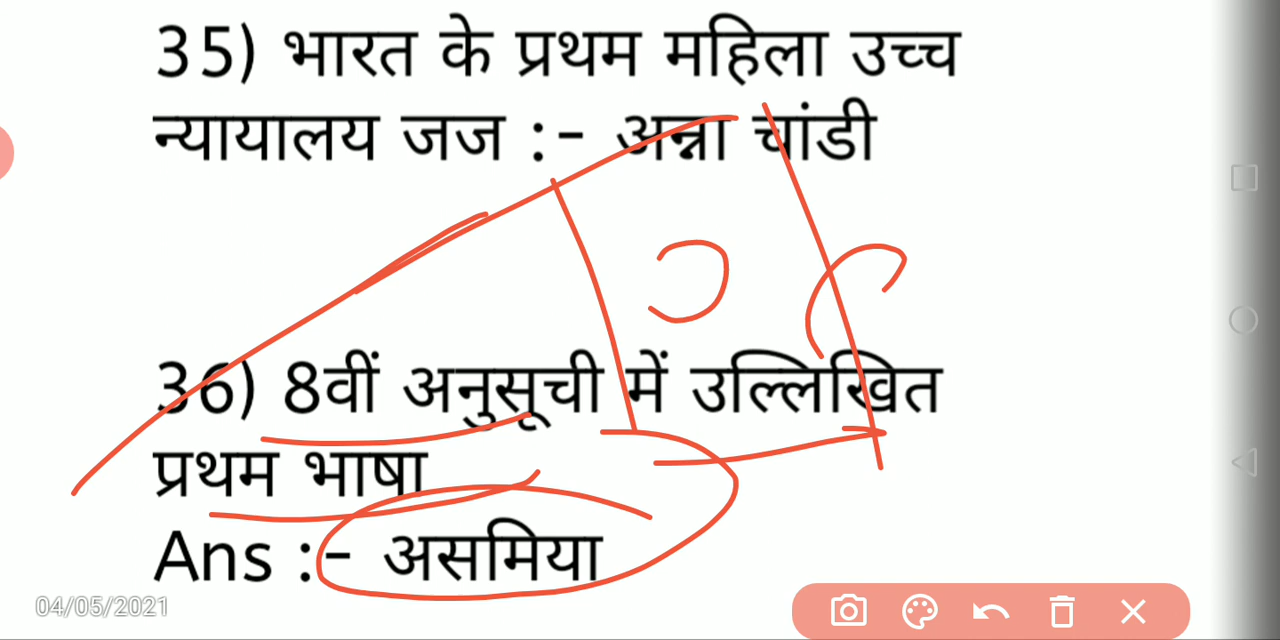 35) भारत के प्रथम महिला उच्च
न्यायालय जज :- अन्ना चांडी
36) 8वीं अनुसूची में उल्लिखित
प्रथम भाषा
Ans :- असमिया
04/05/2021